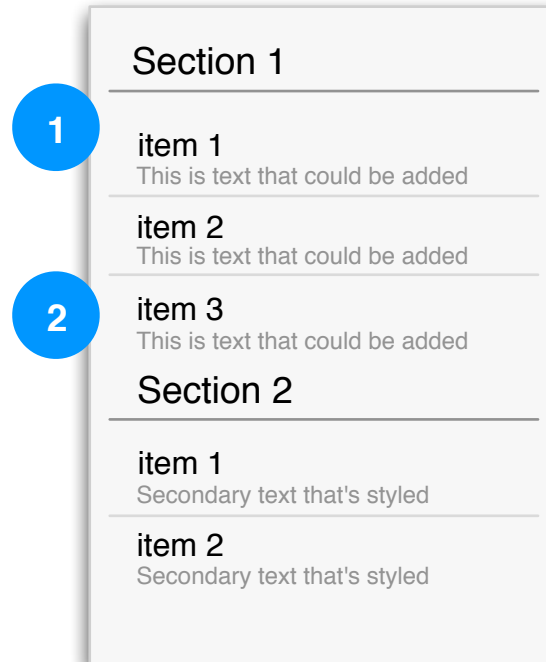 Section 1
1
item 1
This is text that could be added
item 2
This is text that could be added
2
item 3
This is text that could be added
Section 2
item 1
Secondary text that's styled
item 2
Secondary text that's styled